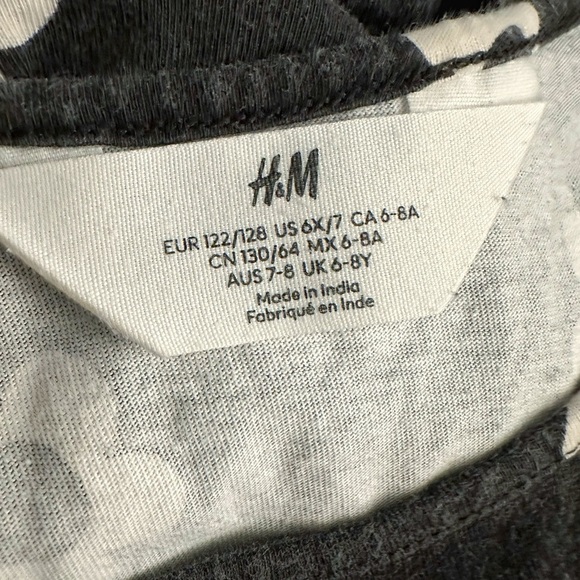 H&M
EUR 122/128 US 6X/7 CA 6-8A
CN 130/64 MX 6-8A
AUS 7-8 UK 6-8Y
Made in India
Fabriqué en Inde